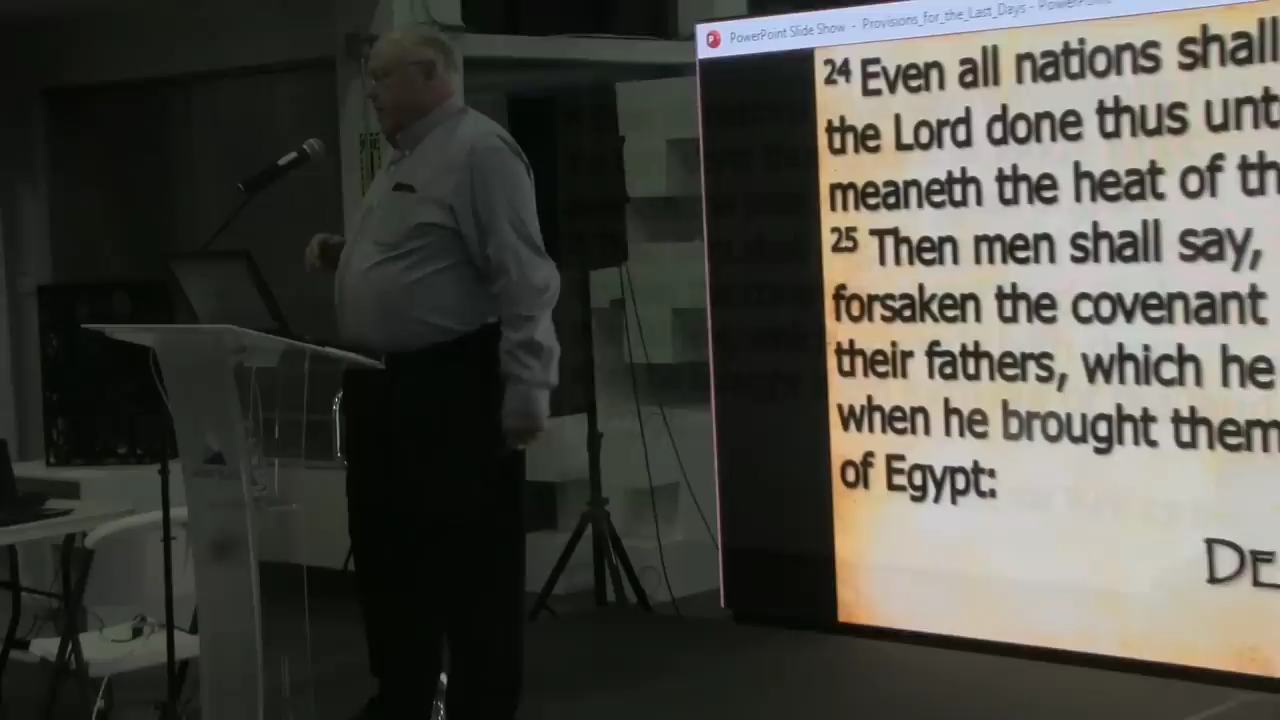 PowerPoint Slide Show - Provisions_for_the_Last_Days - PowerPoint
24 Even all nations shall
the Lord done thus unt
meaneth the heat of th
25 Then men shall say,
forsaken the covenant
their fathers, which he
when he brought them
of Egypt:
DE